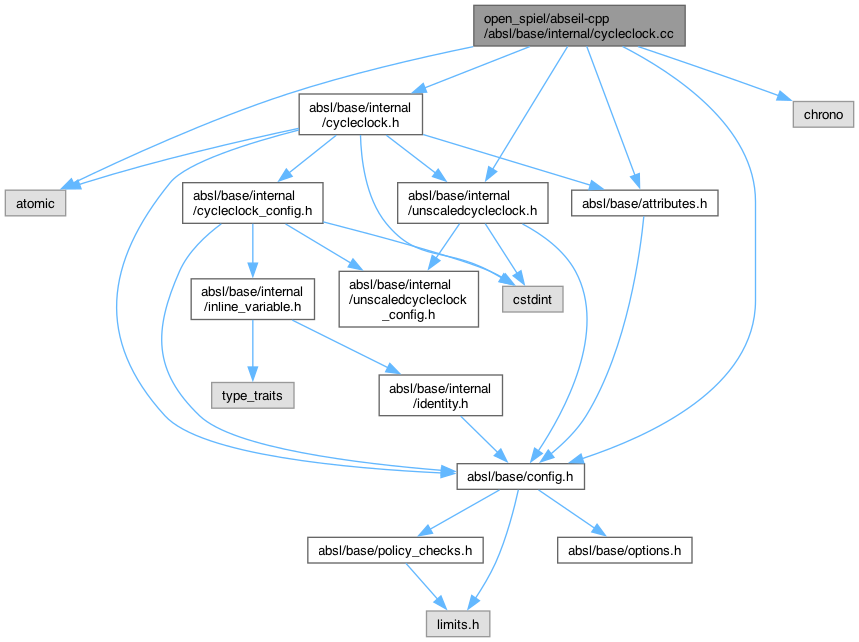 open_spiel/abseil-cpp
/absl/base/internal/cycleclock.cc
absl/base/internal
/cycleclock.h
chrono
atomic
absl/base/internal
/cycleclock_config.h
absl/base/internal
/unscaledcycleclock.h
absl/base/attributes.h
absl/base/internal
/inline_variable.h
absl/base/internal
/unscaledcycleclock
_config.h
cstdint
type_traits
absl/base/internal
/identity.h
absl/base/config.h
absl/base/policy_checks.h
absl/base/options.h
limits.h